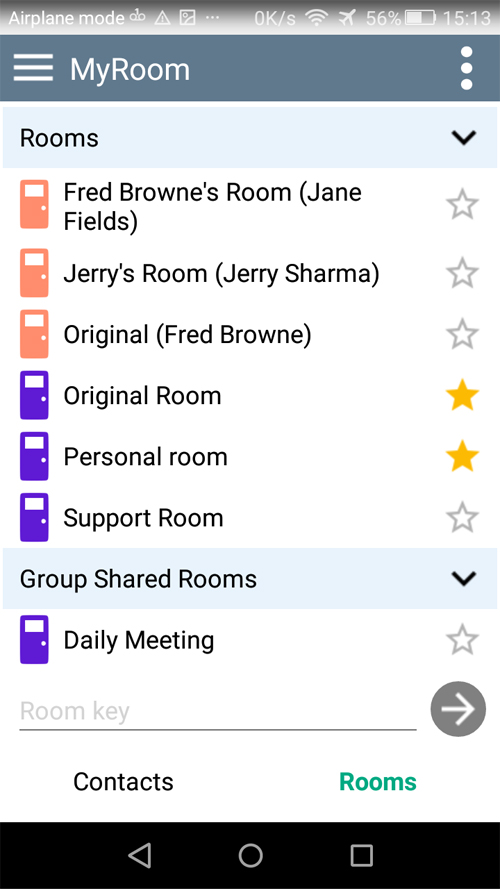 Airplane mode ... 0K/s 56% 15:13
MyRoom
Rooms
Fred Browne's Room (Jane
Fields)
Jerry's Room (Jerry Sharma)
Original (Fred Browne)
Original Room
Personal room
Support Room
Group Shared Rooms
Daily Meeting
Room key
Contacts Rooms